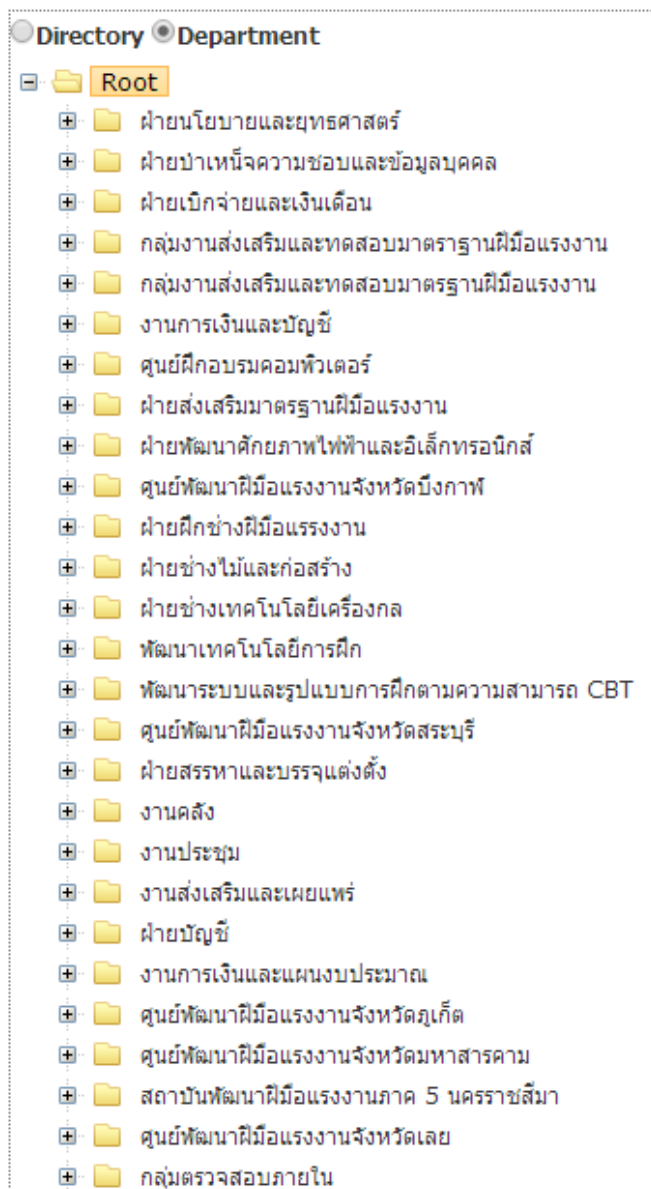 Directory Department
Root
ฝ่ายนโยบายและยุทธศาสตร์
ฝ่ายบำเหน็จความชอบและข้อมูลบุคคล
ฝ่ายเบิกจ่ายและเงินเดือน
กลุ่มงานส่งเสริมและทดสอบมาตราฐานฝีมือแรงงาน
กลุ่มงานส่งเสริมและทดสอบมาตรฐานฝีมือแรงงาน
งานการเงินและบัญชี
ศูนย์ฝึกอบรมคอมพิวเตอร์
ฝ่ายส่งเสริมมาตรฐานฝีมือแรงงาน
ฝ่ายพัฒนาศักยภาพไฟฟ้าและอิเล็กทรอนิกส์
ศูนย์พัฒนาฝีมือแรงงานจังหวัดบึงกาฬ
ฝ่ายฝึกช่างฝีมือแรรงงาน
ฝ่ายช่างไม้และก่อสร้าง
ฝ่ายช่างเทคโนโลยีเครื่องกล
พัฒนาเทคโนโลยีการฝึก
พัฒนาระบบและรูปแบบการฝึกตามความสามารถ CBT
ศูนย์พัฒนาฝีมือแรงงานจังหวัดสระบุรี
ฝ่ายสรรหาและบรรจุแต่งตั้ง
งานคลัง
งานประชุม
งานส่งเสริมและเผยแพร่
ฝ่ายบัญชี
งานการเงินและแผนงบประมาณ
ศูนย์พัฒนาฝีมือแรงงานจังหวัดภูเก็ต
ศูนย์พัฒนาฝีมือแรงงานจังหวัดมหาสารคาม
สถาบันพัฒนาฝีมือแรงงานภาค 5 นครราชสีมา
ศูนย์พัฒนาฝีมือแรงงานจังหวัดเลย
กลุ่มตรวจสอบภายใน